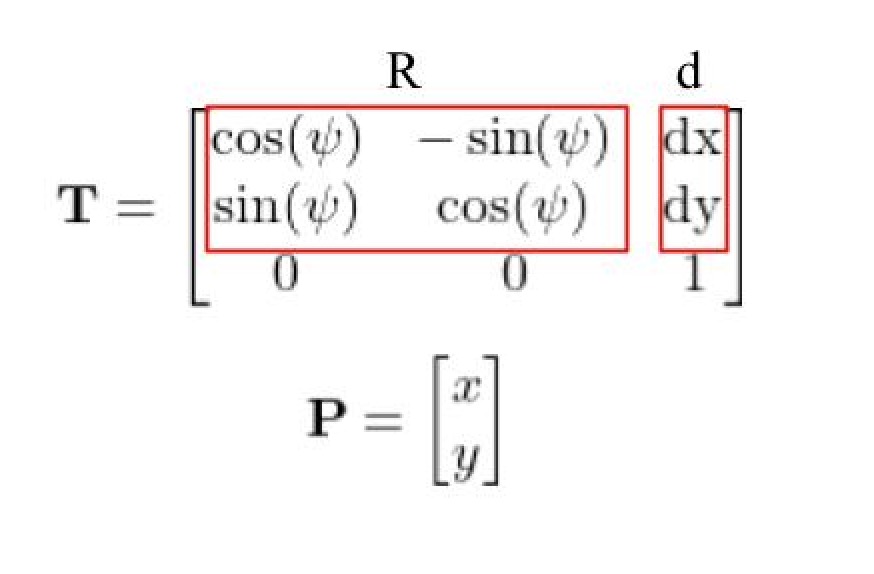 R d
T = [ cos(ψ) − sin(ψ) dx
sin(ψ) cos(ψ) dy
0 0 1 ]
P = [ x
y ]